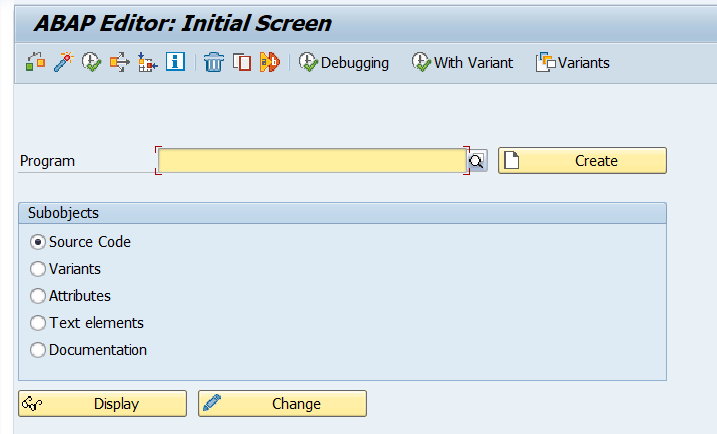 ABAP Editor: Initial Screen
Debugging With Variant Variants
Program Create
Subobjects
Source Code
Variants
Attributes
Text elements
Documentation
Display Change